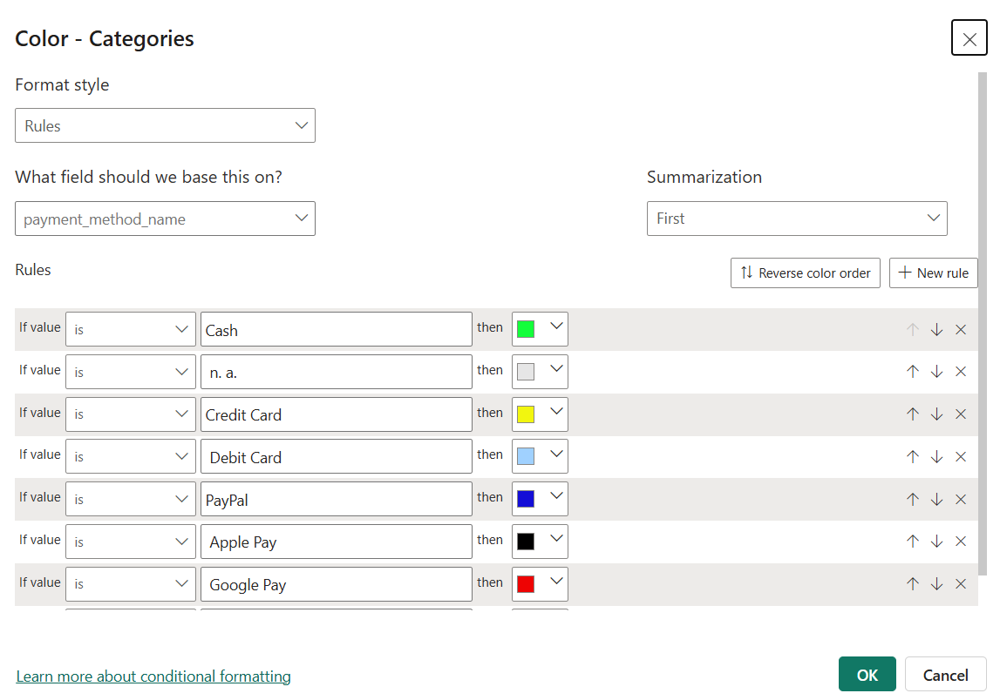 Color - Categories
Format style
Rules
What field should we base this on? Summarization
payment_method_name First
Rules Reverse color order New rule
If value is Cash then
If value is n. a. then
If value is Credit Card then
If value is Debit Card then
If value is PayPal then
If value is Apple Pay then
If value is Google Pay then
Learn more about conditional formatting OK Cancel